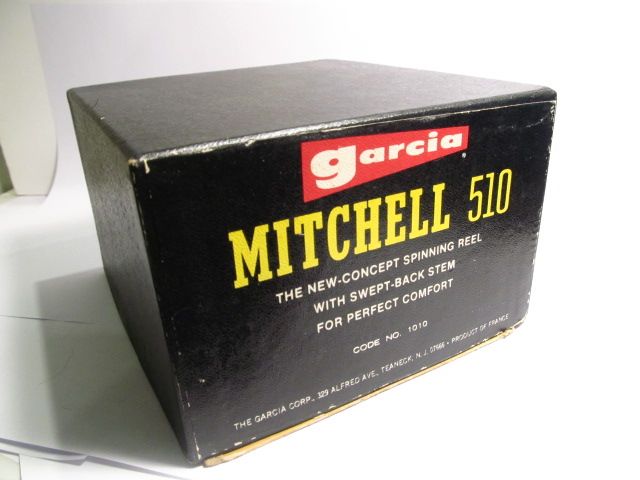 garcia
MITCHELL 510
THE NEW-CONCEPT SPINNING REEL
WITH SWEPT-BACK STEM
FOR PERFECT COMFORT
CODE NO. 1010
THE GARCIA CORP., 329 ALFRED AVE., TEANECK, N. J. 07666 • PRODUCT OF FRANCE